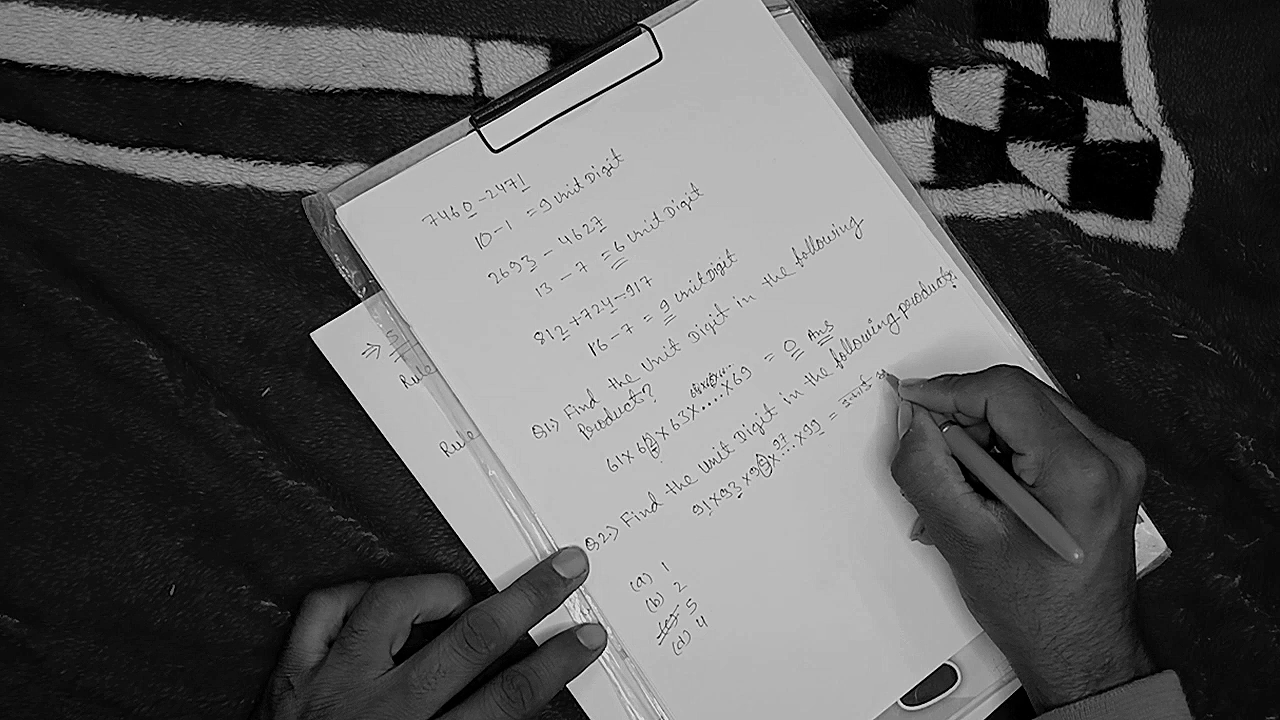 7460-2471
10-1 = 9 Unit Digit
2693 - 4627
13 - 7 = 6 Unit Digit
812+724-917
16-7 = 9 Unit Digit
Q1) Find the Unit Digit in the following
Products?
61×62×63×....×69 = 0 Ans
Q2.) Find the Unit Digit in the following products
91×93×95×...×99 =
27
(a) 1
(b) 2
5
(d) 4
⇒
Rule
Rule